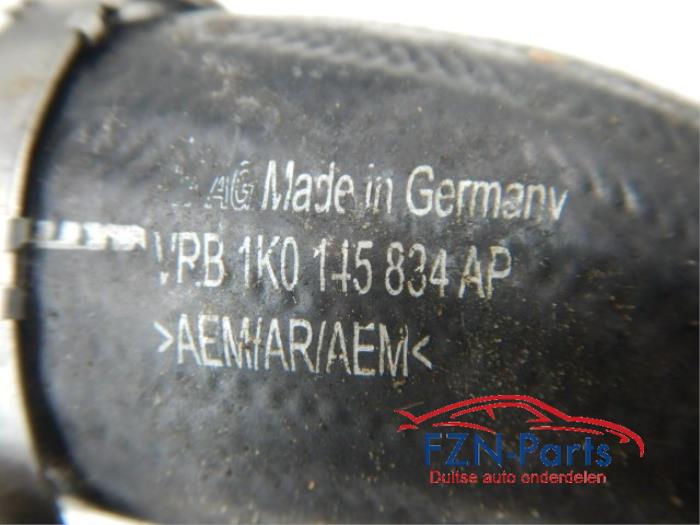 AG Made in Germany
VRB 1K0 145 834 AP
>AEM/AR/AEM<
FZN-Parts
Duitse auto onderdelen